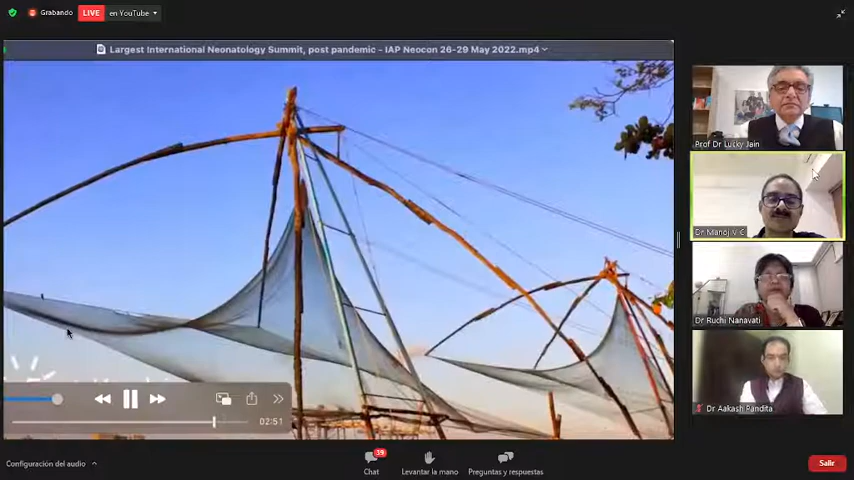 Grabando LIVE en YouTube
Largest International Neonatology Summit, post pandemic - IAP Neocon 26-29 May 2022.mp4
Prof Dr Lucky Jain
Dr Manoj V C
Dr Ruchi Nanavati
Dr Aakash Pandita
02:51
Configuración del audio
39
Chat
Levantar la mano
Preguntas y respuestas
Salir